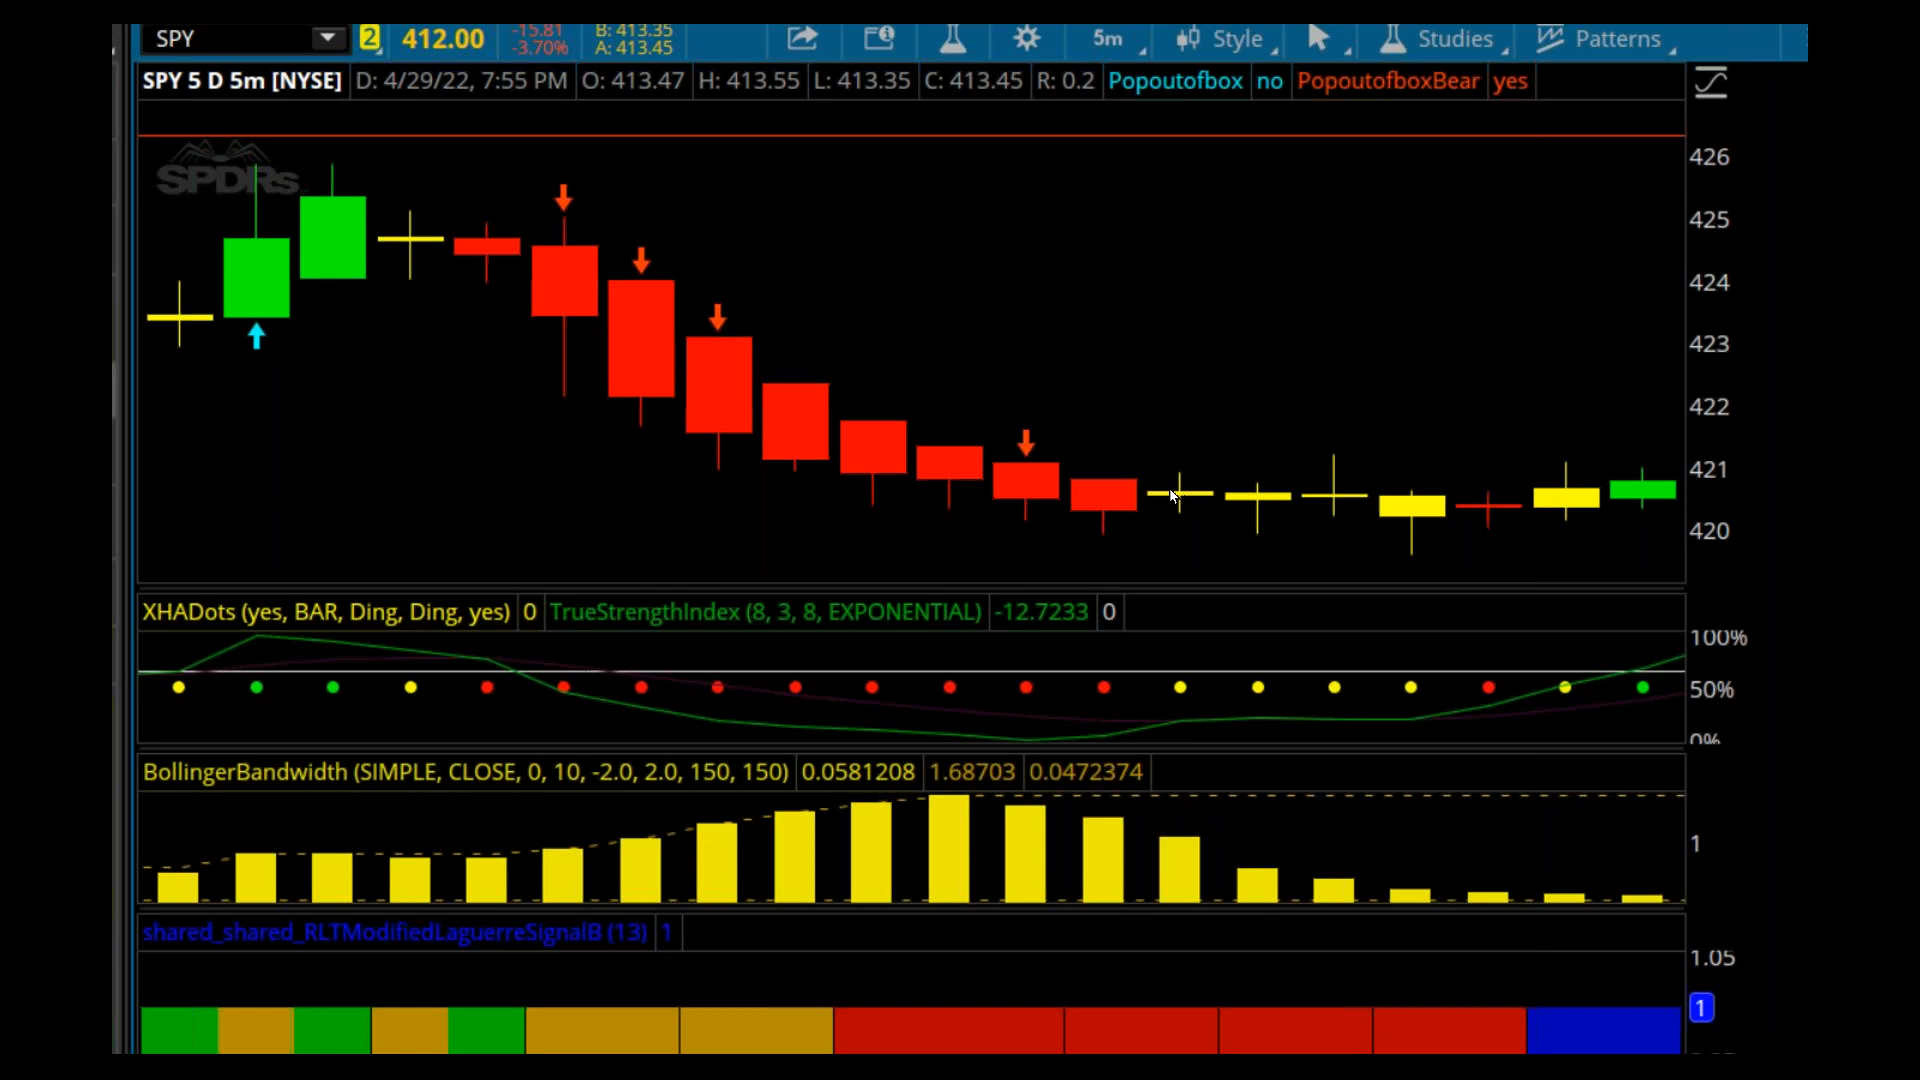 SPY 2 412.00 -15.81 -3.70% B: 413.35 A: 413.45 5m Style Studies Patterns
SPY 5 D 5m [NYSE] D: 4/29/22, 7:55 PM O: 413.47 H: 413.55 L: 413.35 C: 413.45 R: 0.2 Popoutofbox no PopoutofboxBear yes
SPDRs
426
425
424
423
422
421
420
XHADots (yes, BAR, Ding, Ding, yes) 0 TrueStrengthIndex (8, 3, 8, EXPONENTIAL) -12.7233 0
100%
50%
0%
BollingerBandwidth (SIMPLE, CLOSE, 0, 10, -2.0, 2.0, 150, 150) 0.0581208 1.68703 0.0472374
1
shared_shared_RLTModifiedLaguerreSignalB (13) 1
1.05
1